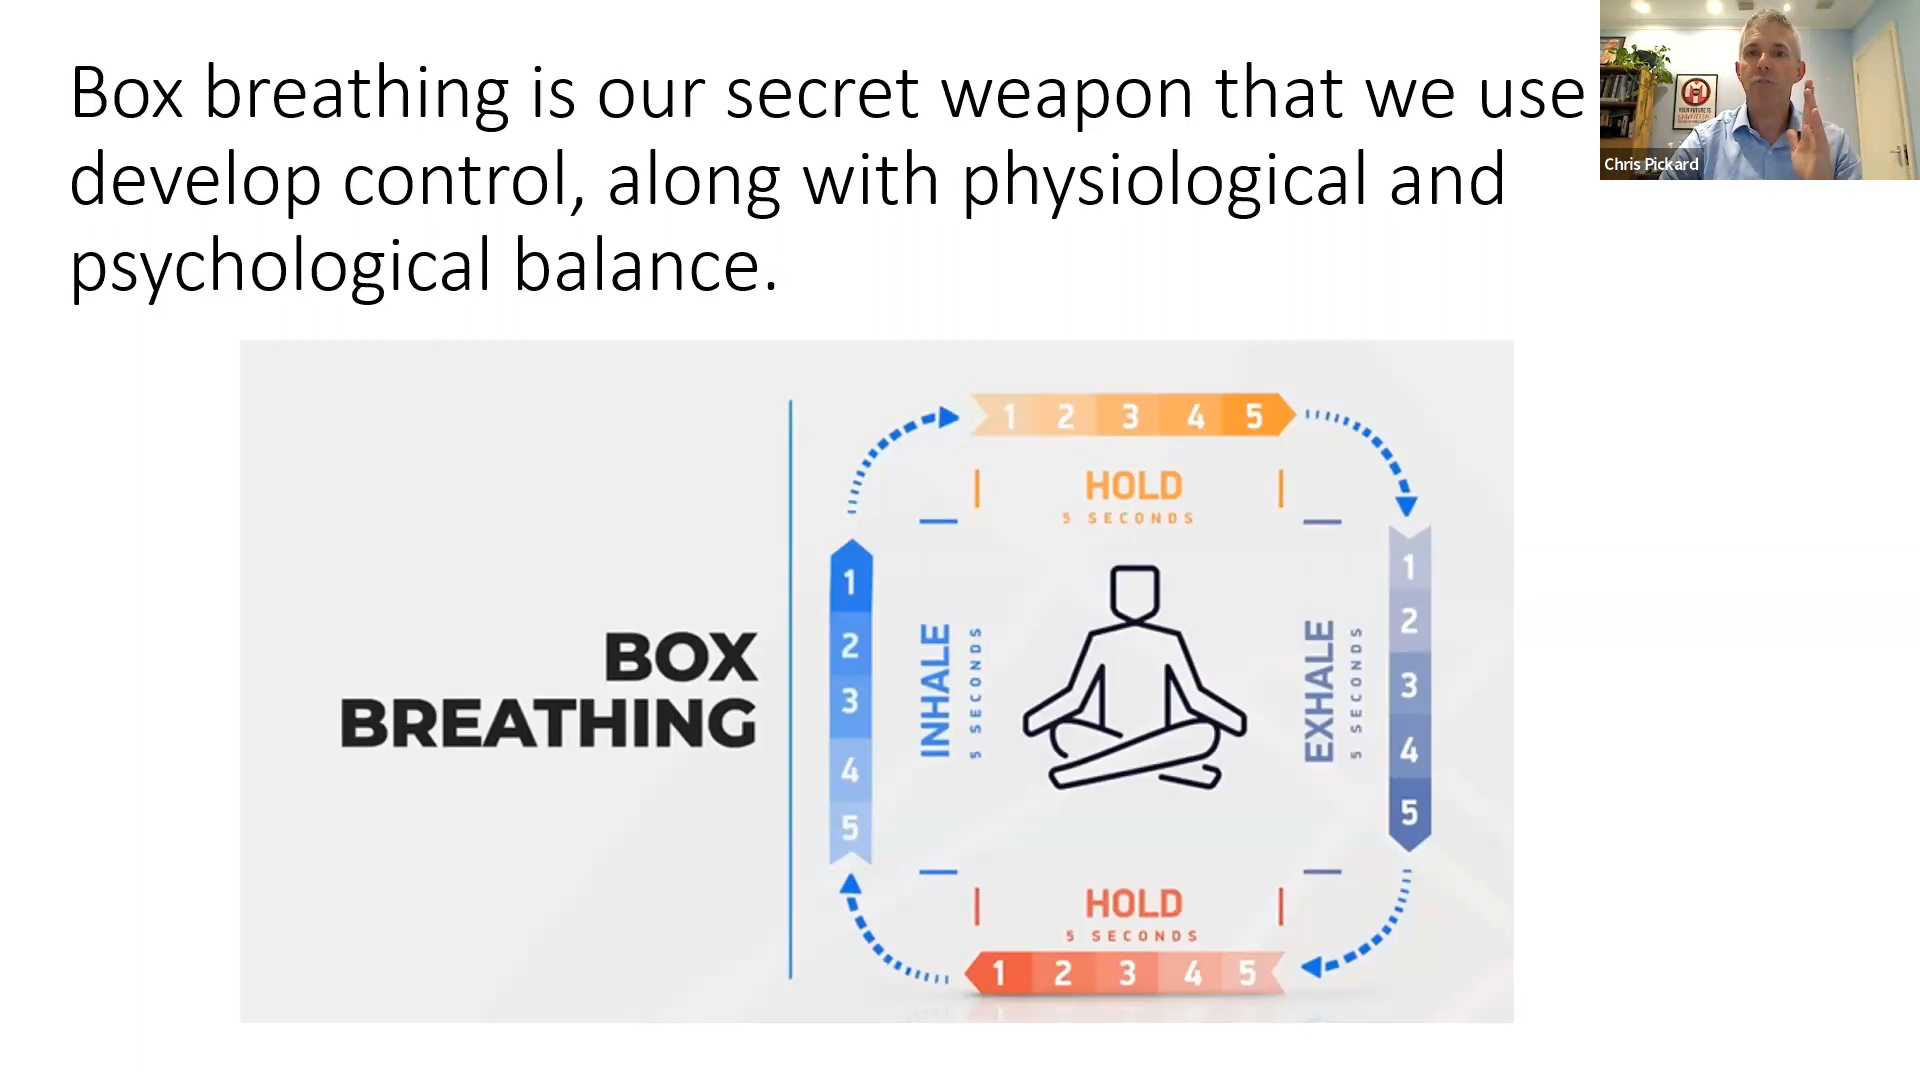 Box breathing is our secret weapon that we use
develop control, along with physiological and
psychological balance.
Chris Pickard
BOX
BREATHING
1 2 3 4 5
HOLD
5 SECONDS
1
2
3
4
5
INHALE
5 SECONDS
EXHALE
5 SECONDS
1
2
3
4
5
HOLD
5 SECONDS
1 2 3 4 5